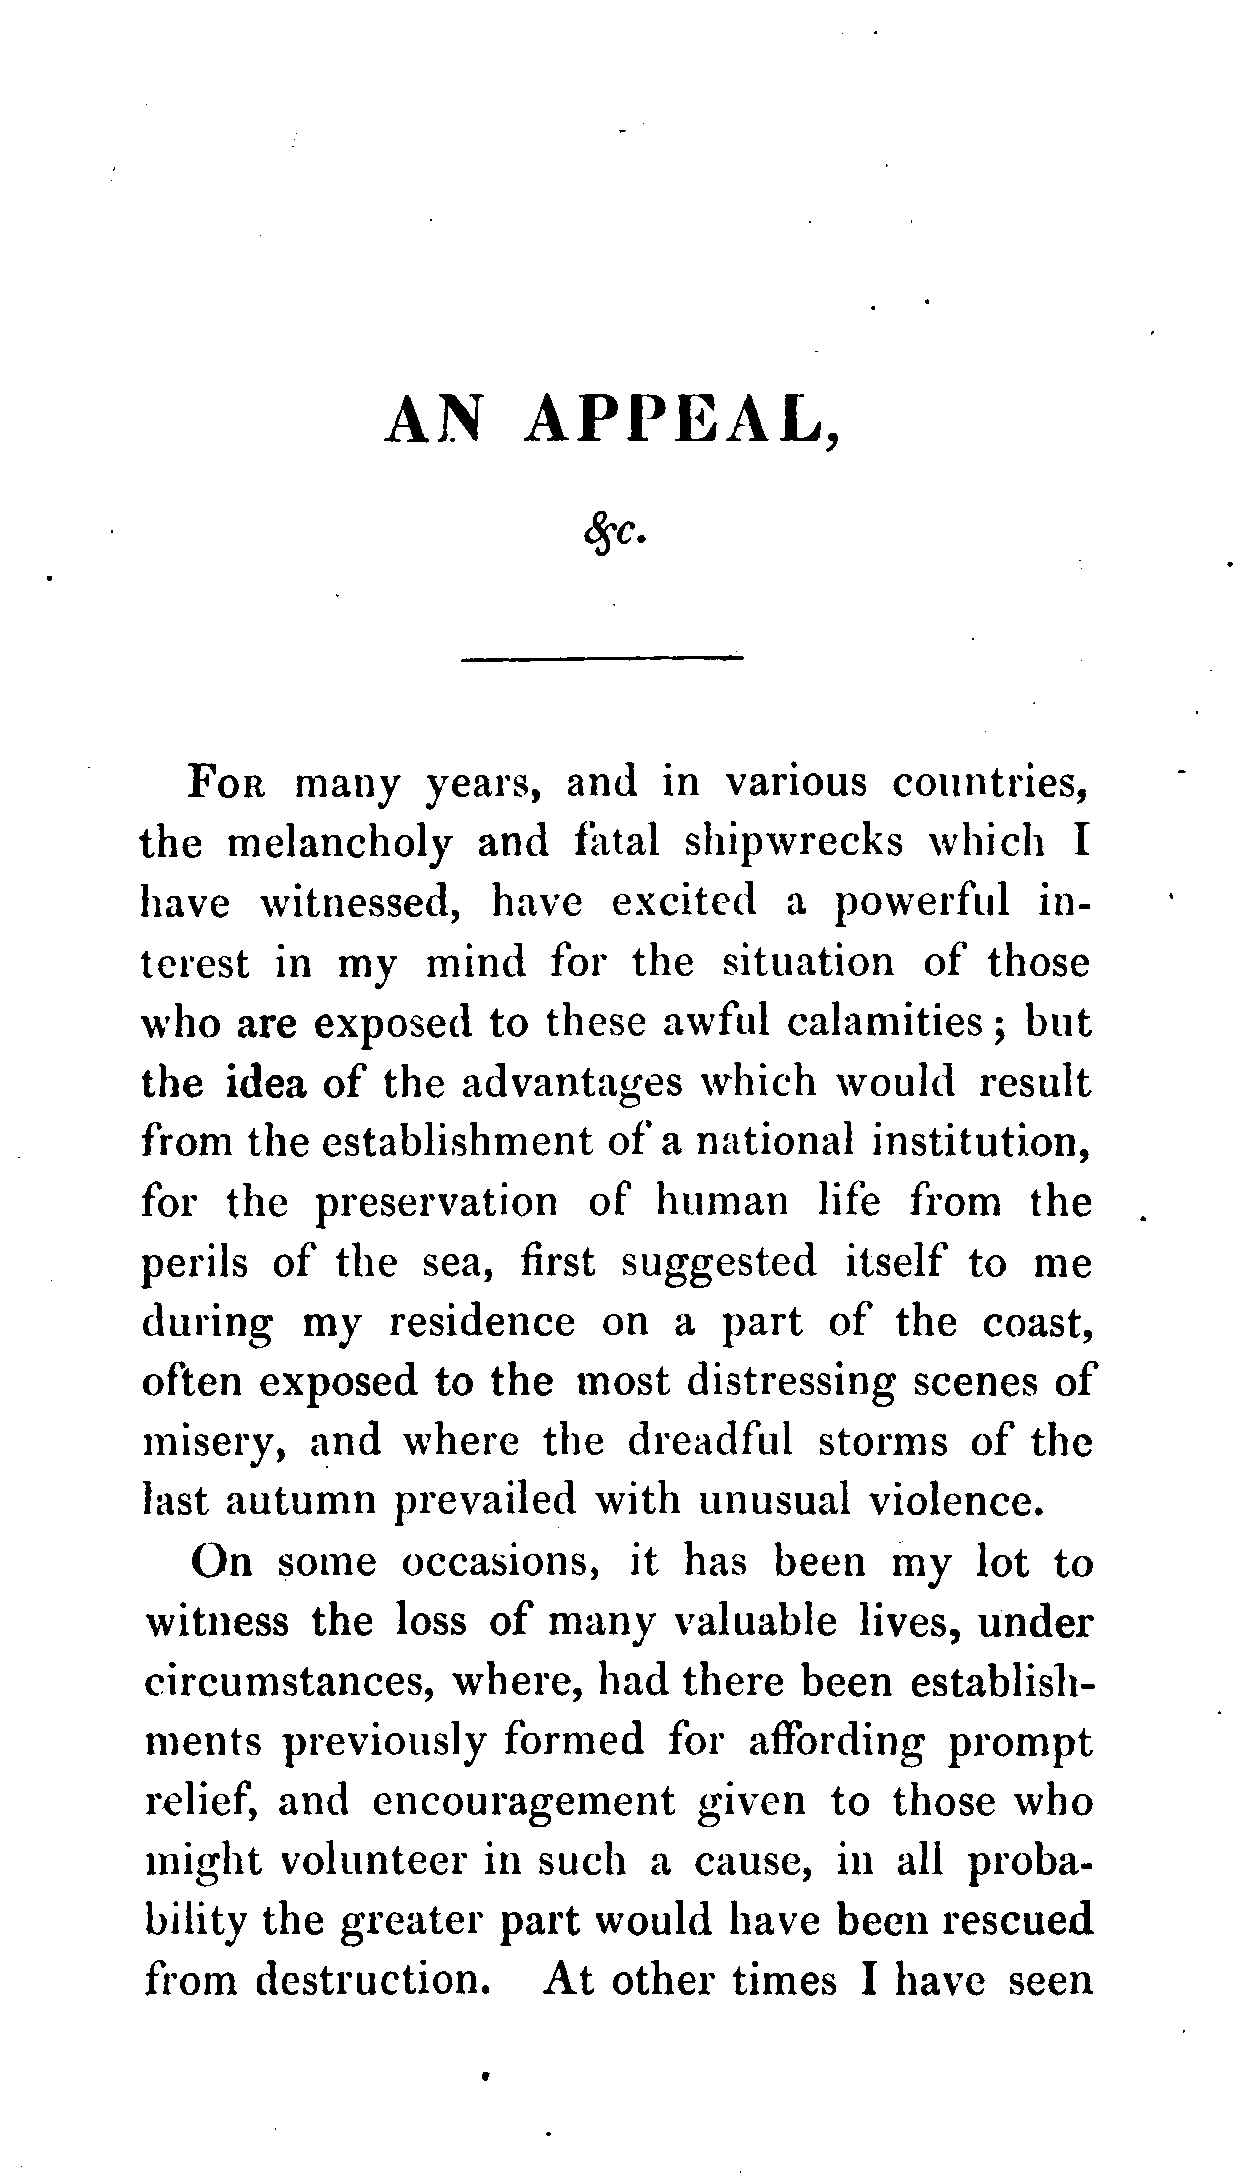 AN APPEAL,
&c.
FOR many years, and in various countries,
the melancholy and fatal shipwrecks which I
have witnessed, have excited a powerful in-
terest in my mind for the situation of those
who are exposed to these awful calamities ; but
the idea of the advantages which would result
from the establishment of a national institution,
for the preservation of human life from the
perils of the sea, first suggested itself to me
during my residence on a part of the coast,
often exposed to the most distressing scenes of
misery, and where the dreadful storms of the
last autumn prevailed with unusual violence.
On some occasions, it has been my lot to
witness the loss of many valuable lives, under
circumstances, where, had there been establish-
ments previously formed for affording prompt
relief, and encouragement given to those who
might volunteer in such a cause, in all proba-
bility the greater part would have been rescued
from destruction. At other times I have seen